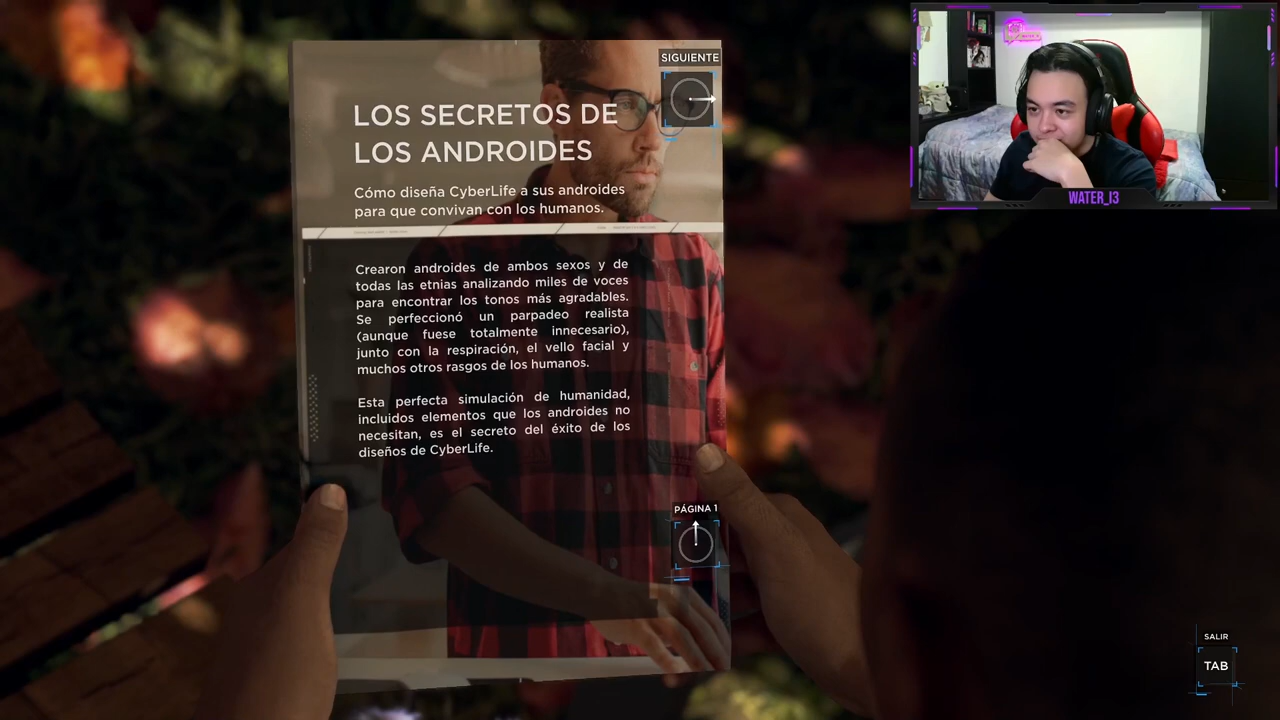 SIGUIENTE
LOS SECRETOS DE
LOS ANDROIDES
Cómo diseña CyberLife a sus androides
para que convivan con los humanos.
Crearon androides de ambos sexos y de
todas las etnias analizando miles de voces
para encontrar los tonos más agradables.
Se perfeccionó un parpadeo realista
(aunque fuese totalmente innecesario),
junto con la respiración, el vello facial y
muchos otros rasgos de los humanos.
Esta perfecta simulación de humanidad,
incluidos elementos que los androides no
necesitan, es el secreto del éxito de los
diseños de CyberLife.
PÁGINA 1
WATER_I3
SALIR
TAB